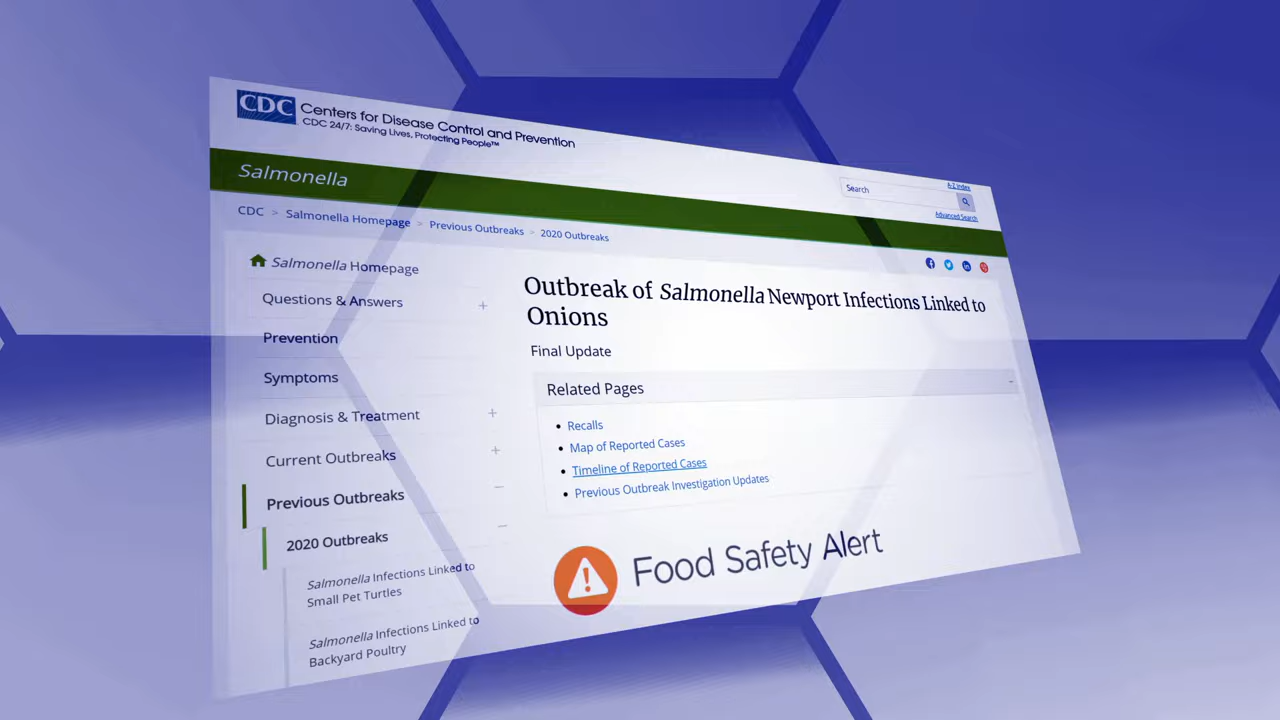 CDC Centers for Disease Control and Prevention
CDC 24/7: Saving Lives, Protecting People™
Salmonella
Search
A-Z Index
Advanced Search
CDC > Salmonella Homepage > Previous Outbreaks > 2020 Outbreaks
Salmonella Homepage
Questions & Answers +
Prevention
Symptoms
Diagnosis & Treatment +
Current Outbreaks +
Previous Outbreaks −
2020 Outbreaks −
Salmonella Infections Linked to
Small Pet Turtles
Salmonella Infections Linked to
Backyard Poultry
Outbreak of Salmonella Newport Infections Linked to
Onions
Final Update
Related Pages
• Recalls
• Map of Reported Cases
• Timeline of Reported Cases
• Previous Outbreak Investigation Updates
! Food Safety Alert